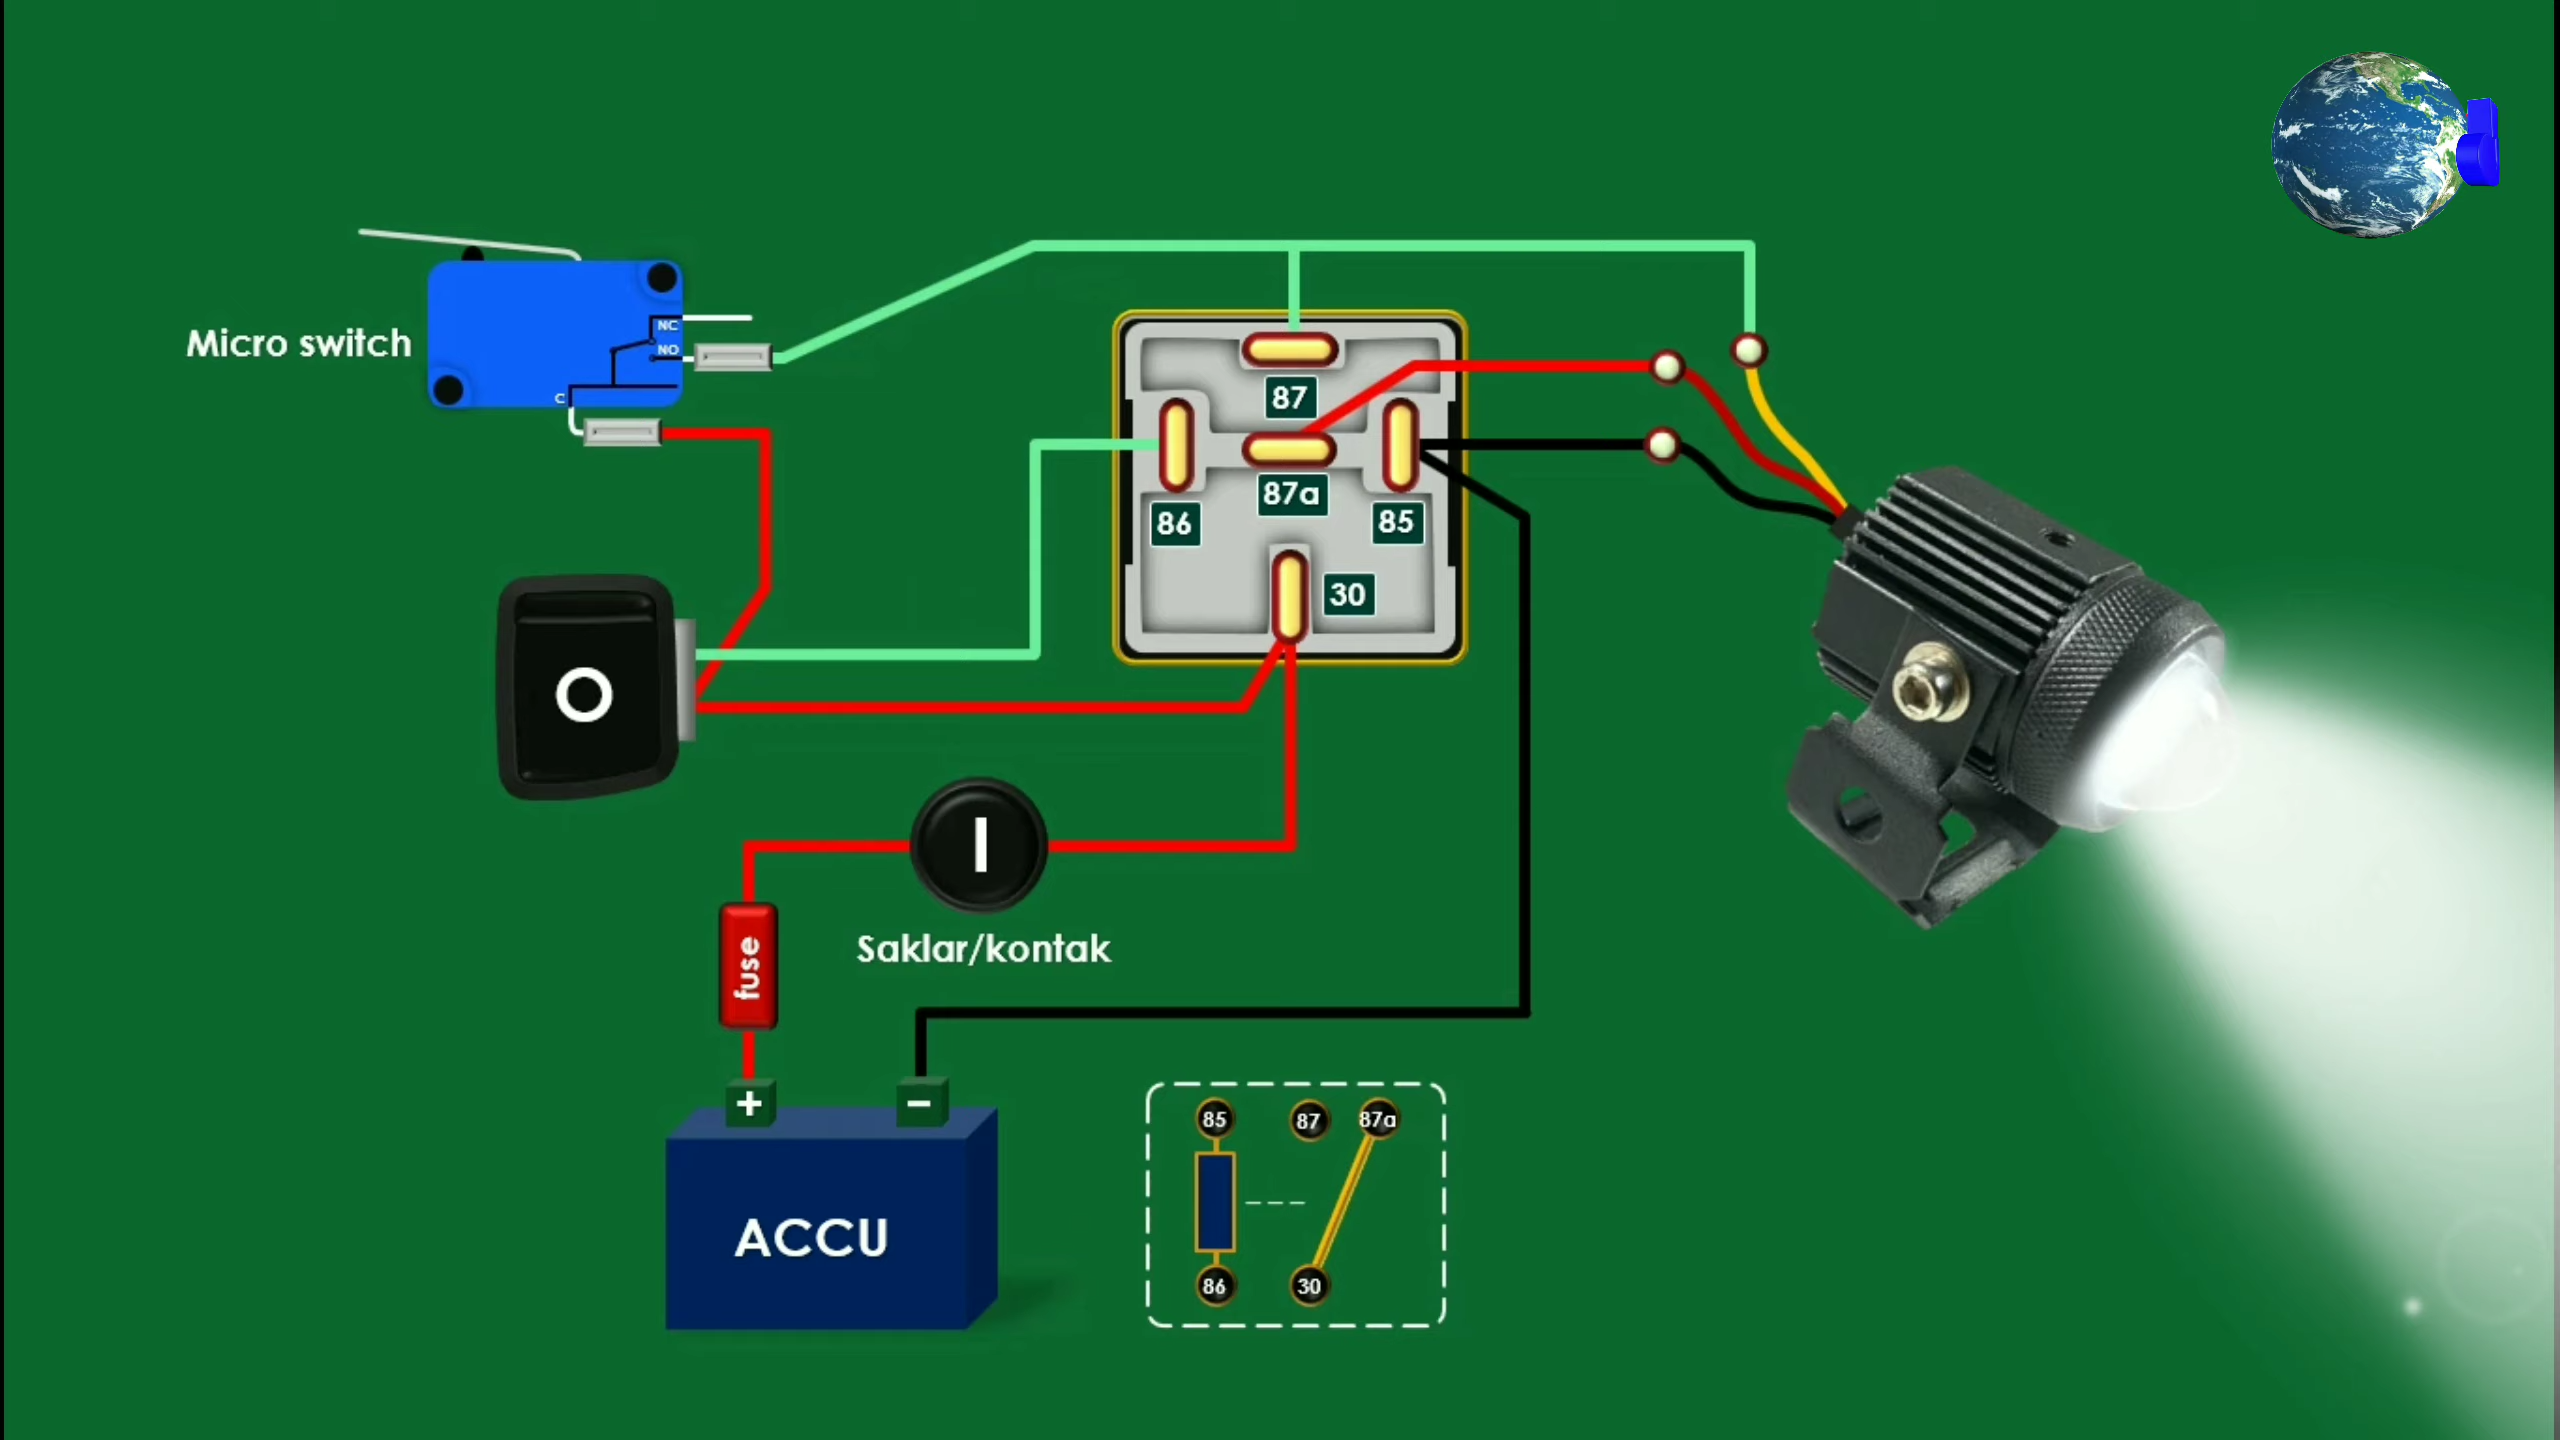 NC
Micro switch
NO
C
87
87a
86
85
30
O
I
Saklar/kontak
fuse
+
−
85
87
87a
ACCU
86
30